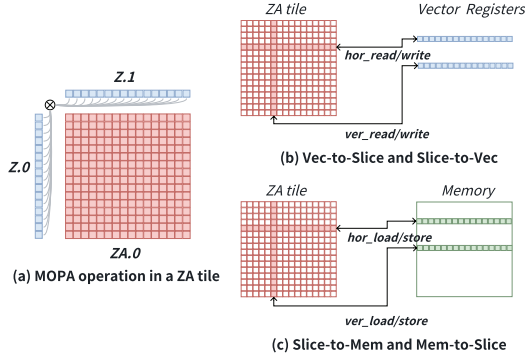 Z.1
Z.0
ZA.0
(a) MOPA operation in a ZA tile
ZA tile
Vector Registers
hor_read/write
ver_read/write
(b) Vec-to-Slice and Slice-to-Vec
ZA tile
Memory
hor_load/store
ver_load/store
(c) Slice-to-Mem and Mem-to-Slice